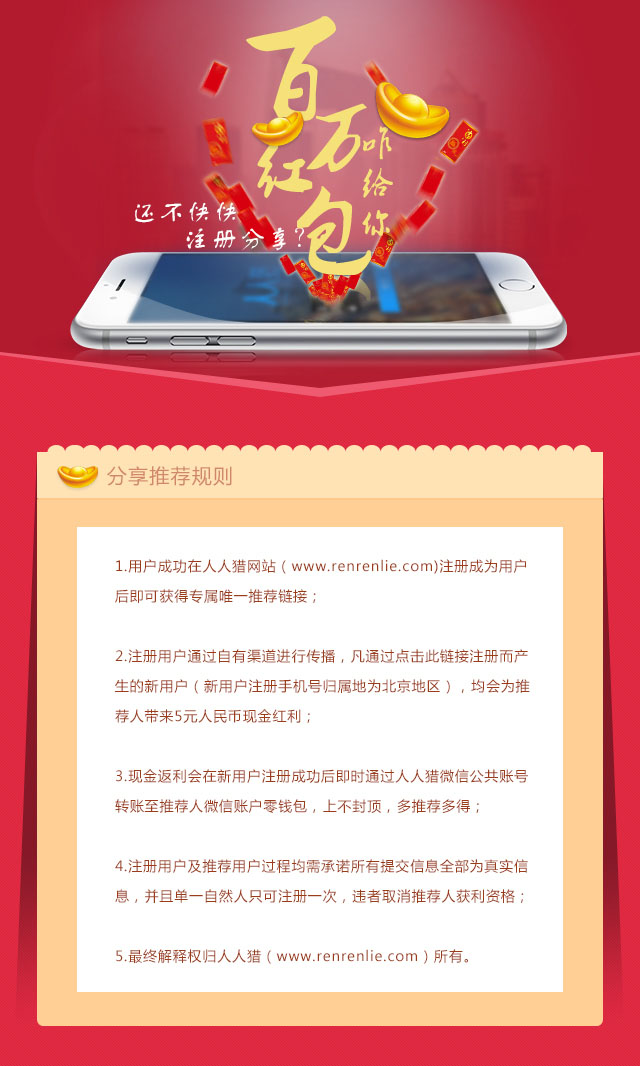 百万红包
咋给你
还不快快
注册分享?
分享推荐规则
1.用户成功在人人猎网站（www.renrenlie.com)注册成为用户
后即可获得专属唯一推荐链接；
2.注册用户通过自有渠道进行传播，凡通过点击此链接注册而产
生的新用户（新用户注册手机号归属地为北京地区），均会为推
荐人带来5元人民币现金红利；
3.现金返利会在新用户注册成功后即时通过人人猎微信公共账号
转账至推荐人微信账户零钱包，上不封顶，多推荐多得；
4.注册用户及推荐用户过程均需承诺所有提交信息全部为真实信
息，并且单一自然人只可注册一次，违者取消推荐人获利资格；
5.最终解释权归人人猎（www.renrenlie.com）所有。